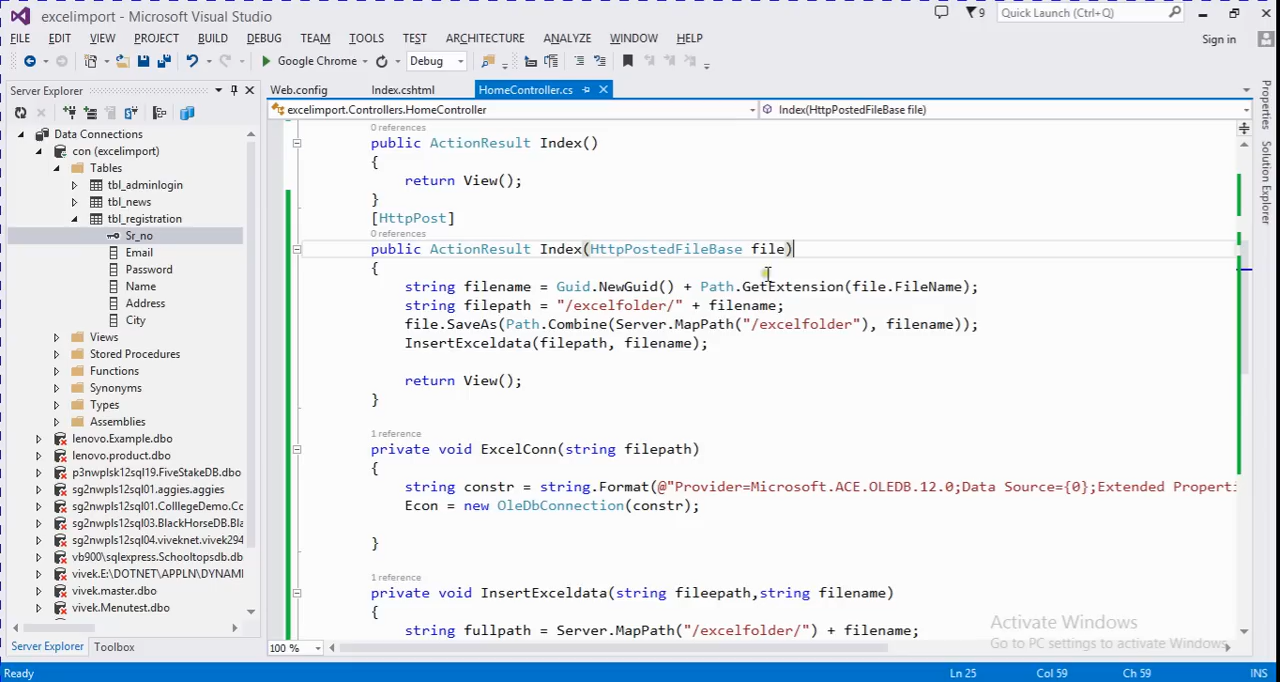 excelimport - Microsoft Visual Studio
9
Quick Launch (Ctrl+Q)
FILE EDIT VIEW PROJECT BUILD DEBUG TEAM TOOLS TEST ARCHITECTURE ANALYZE WINDOW HELP
Sign in
Google Chrome Debug
Server Explorer
Data Connections
con (excelimport)
Tables
tbl_adminlogin
tbl_news
tbl_registration
Sr_no
Email
Password
Name
Address
City
Views
Stored Procedures
Functions
Synonyms
Types
Assemblies
lenovo.Example.dbo
lenovo.product.dbo
p3nwplsk12sql19.FiveStakeDB.dbo
sg2nwpls12sql01.aggies.aggies
sg2nwpls12sql01.ColllegeDemo.Cc
sg2nwpls12sql03.BlackHorseDB.Bla
sg2nwpls12sql04.viveknet.vivek294
vb900\sqlexpress.Schooltopsdb.db
vivek.E:\DOTNET\APPLN\DYNAMI
vivek.master.dbo
vivek.Menutest.dbo
Server Explorer Toolbox
Web.config Index.cshtml HomeController.cs
excelimport.Controllers.HomeController Index(HttpPostedFileBase file)
0 references
public ActionResult Index()
{
return View();
}
[HttpPost]
0 references
public ActionResult Index(HttpPostedFileBase file)
{
string filename = Guid.NewGuid() + Path.GetExtension(file.FileName);
string filepath = "/excelfolder/" + filename;
file.SaveAs(Path.Combine(Server.MapPath("/excelfolder"), filename));
InsertExceldata(filepath, filename);
return View();
}
1 reference
private void ExcelConn(string filepath)
{
string constr = string.Format(@"Provider=Microsoft.ACE.OLEDB.12.0;Data Source={0};Extended Properti
Econ = new OleDbConnection(constr);
}
1 reference
private void InsertExceldata(string fileepath,string filename)
{
string fullpath = Server.MapPath("/excelfolder/") + filename;
100 %
Properties
Solution Explorer
Activate Windows
Go to PC settings to activate Windows.
Ready Ln 25 Col 59 Ch 59 INS